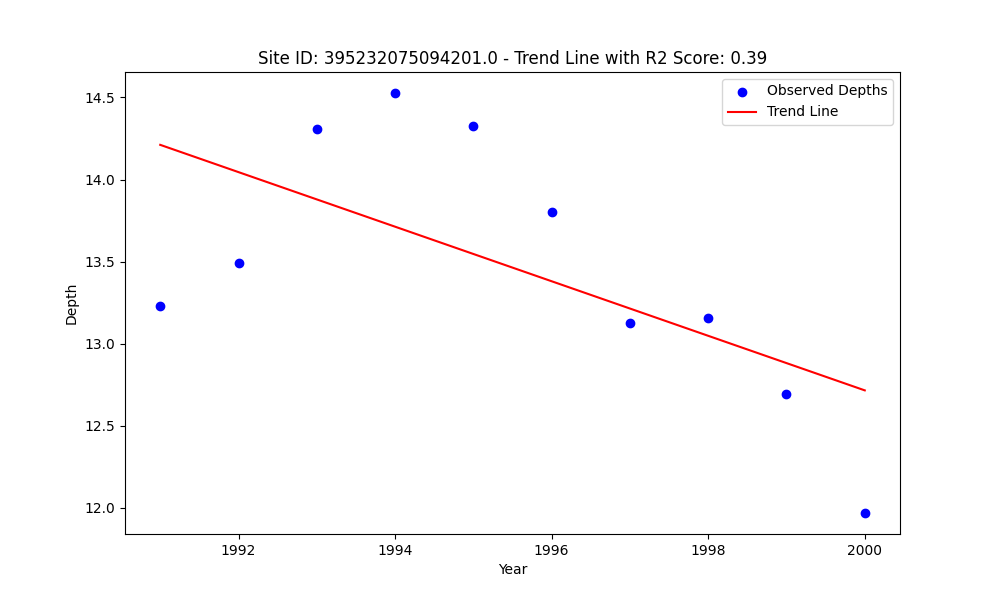 Site ID: 395232075094201.0 - Trend Line with R2 Score: 0.39
Observed Depths
Trend Line
14.5
14.0
13.5
13.0
12.5
12.0
Depth
1992
1994
1996
1998
2000
Year